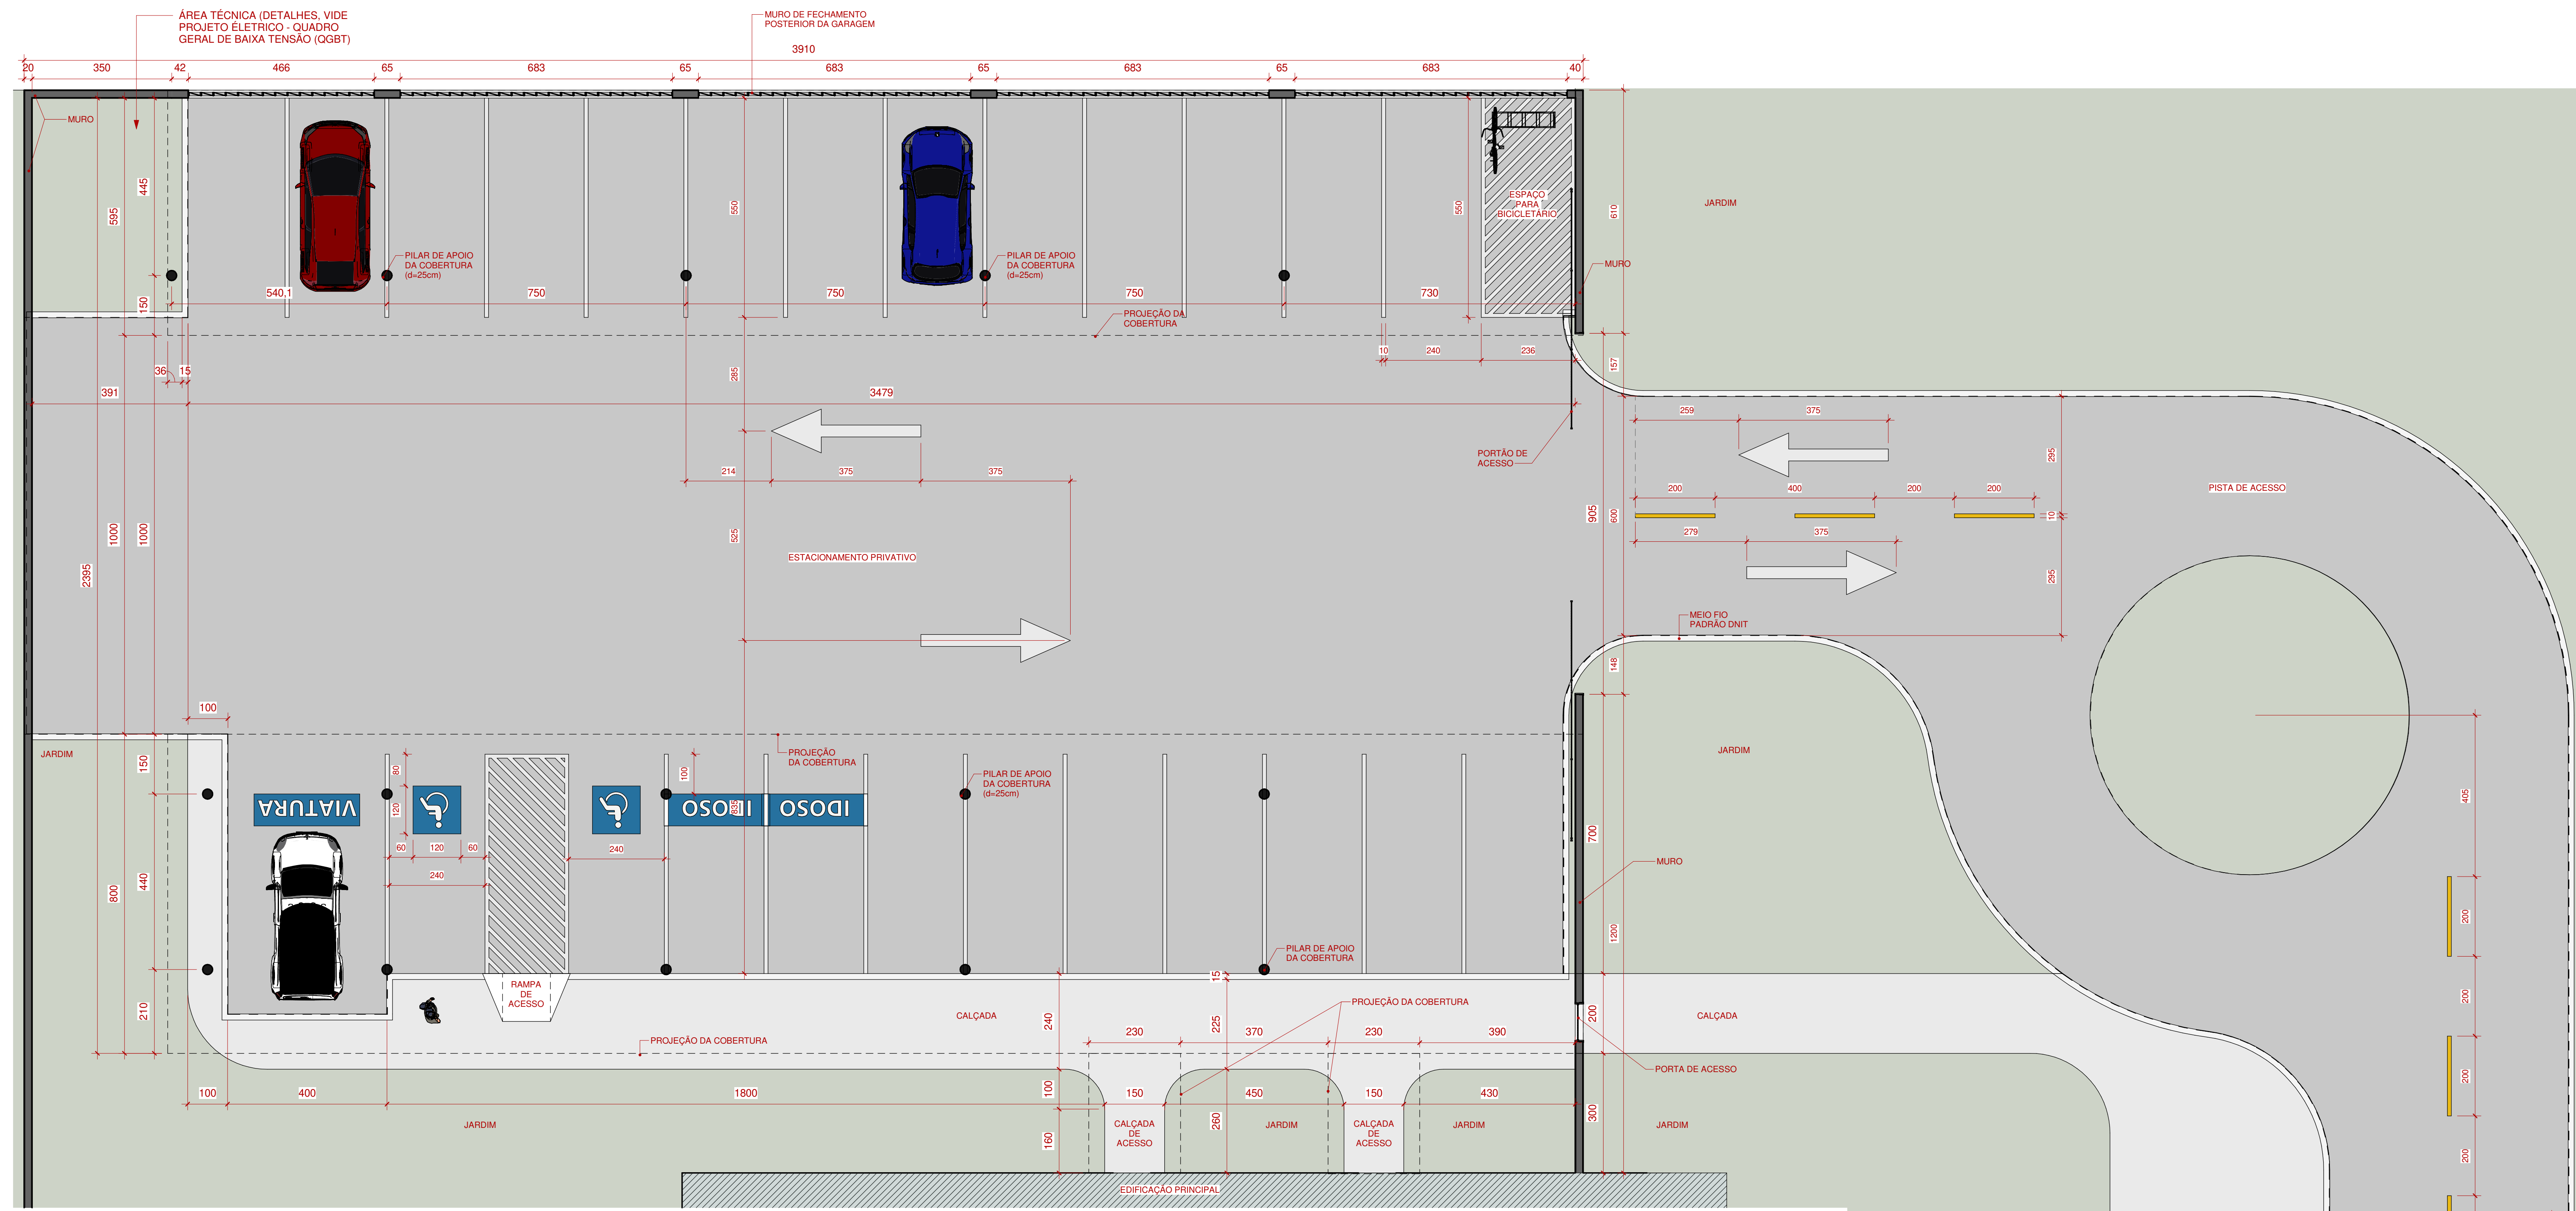 ÁREA TÉCNICA (DETALHES, VIDE
PROJETO ÉLETRICO - QUADRO
GERAL DE BAIXA TENSÃO (QGBT)
MURO DE FECHAMENTO
POSTERIOR DA GARAGEM
3910
20 350 42 466 65 683 65 683 65 683 65 683 40
MURO
445
595
550
550
610
ESPAÇO
PARA
BICICLETÁRIO
JARDIM
PILAR DE APOIO
DA COBERTURA
(d=25cm)
PILAR DE APOIO
DA COBERTURA
(d=25cm)
MURO
540,1 750 750 750 730
150
PROJEÇÃO DA
COBERTURA
10 240 236
157
36 15
285
391 3479
259 375
PORTÃO DE
ACESSO
295
214 375 375
200 400 200 200
PISTA DE ACESSO
1000 1000
525
905
600
10
279 375
ESTACIONAMENTO PRIVATIVO
2395
295
MEIO FIO
PADRÃO DNIT
148
100
JARDIM
PROJEÇÃO
DA COBERTURA
JARDIM
150
80
100
PILAR DE APOIO
DA COBERTURA
(d=25cm)
VIATURA
IDOSO
IDOSO
120
835
405
60 120 60
240
240
700
MURO
440
800
200
1200
PILAR DE APOIO
DA COBERTURA
15
RAMPA
DE
ACESSO
210
CALÇADA
PROJEÇÃO DA COBERTURA
CALÇADA
200
240
225
200
230 370 230 390
PROJEÇÃO DA COBERTURA
PORTA DE ACESSO
200
100 400 1800
100
150 450 150 430
300
260
JARDIM
CALÇADA
DE
ACESSO
JARDIM
CALÇADA
DE
ACESSO
JARDIM
JARDIM
160
200
EDIFICAÇÃO PRINCIPAL